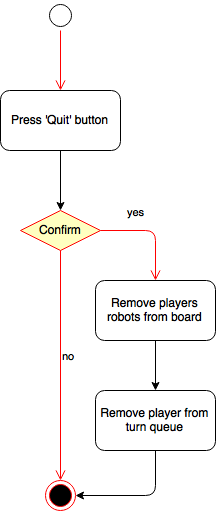 Press 'Quit' button
Confirm
yes
Remove players
robots from board
no
Remove player from
turn queue